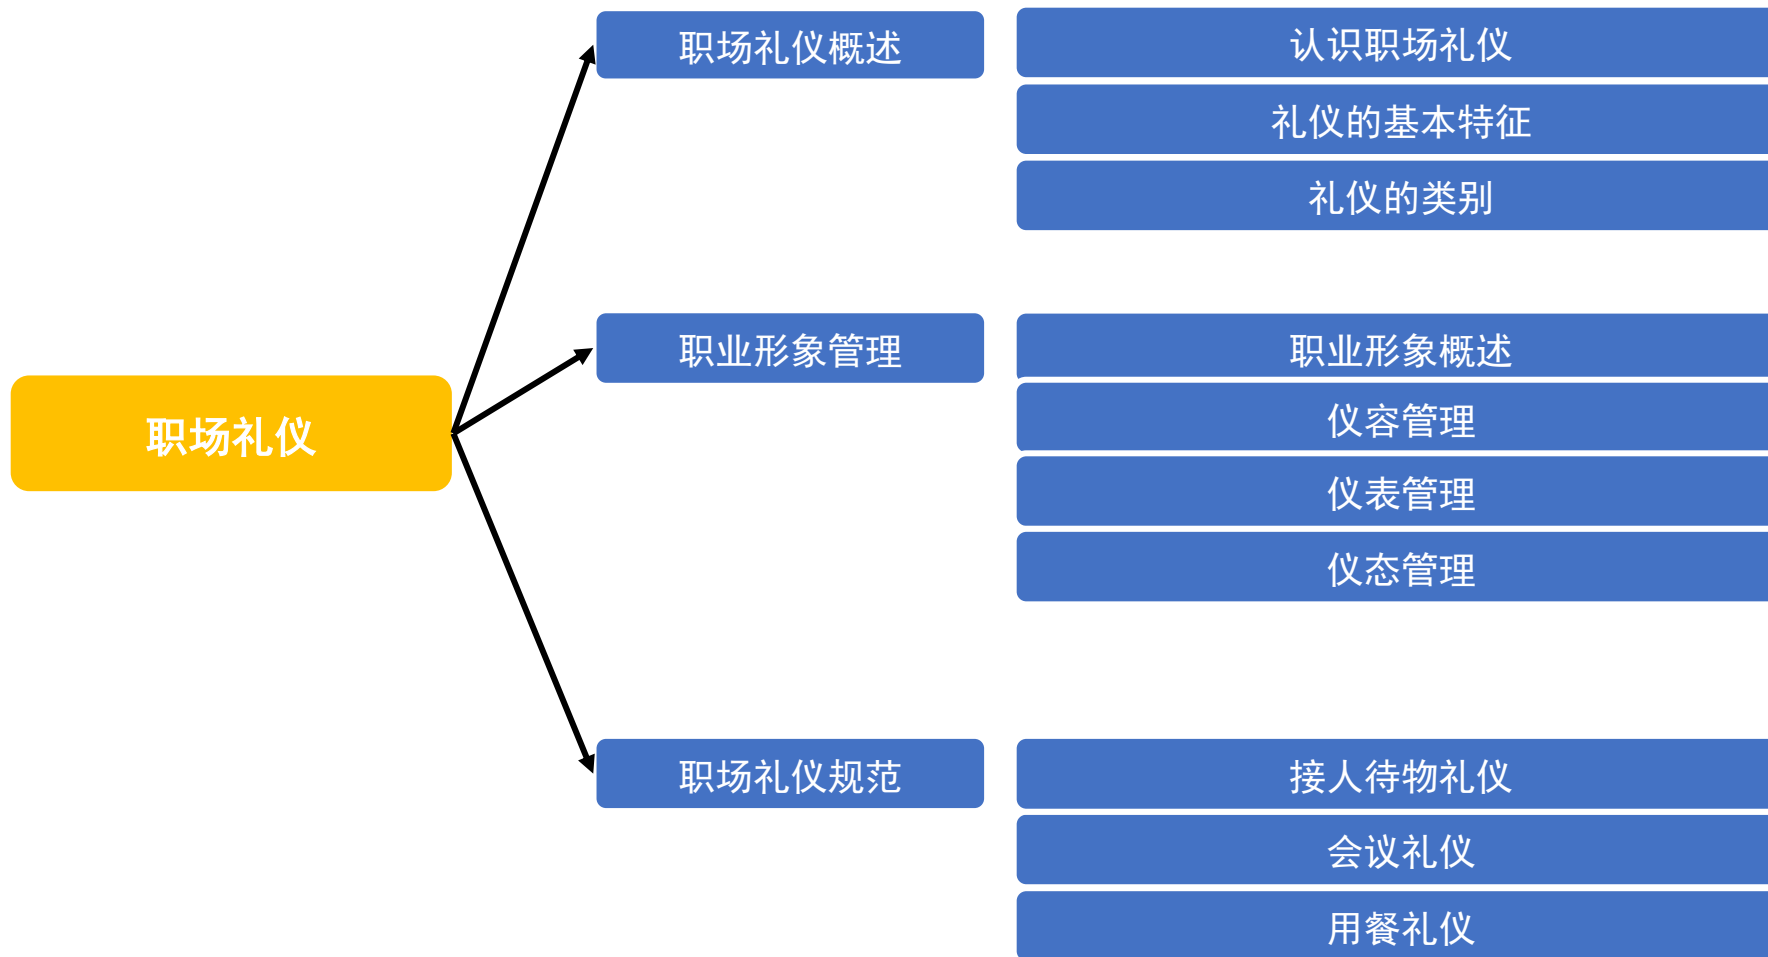 职场礼仪
职场礼仪概述
认识职场礼仪
礼仪的基本特征
礼仪的类别
职业形象管理
职业形象概述
仪容管理
仪表管理
仪态管理
职场礼仪规范
接人待物礼仪
会议礼仪
用餐礼仪